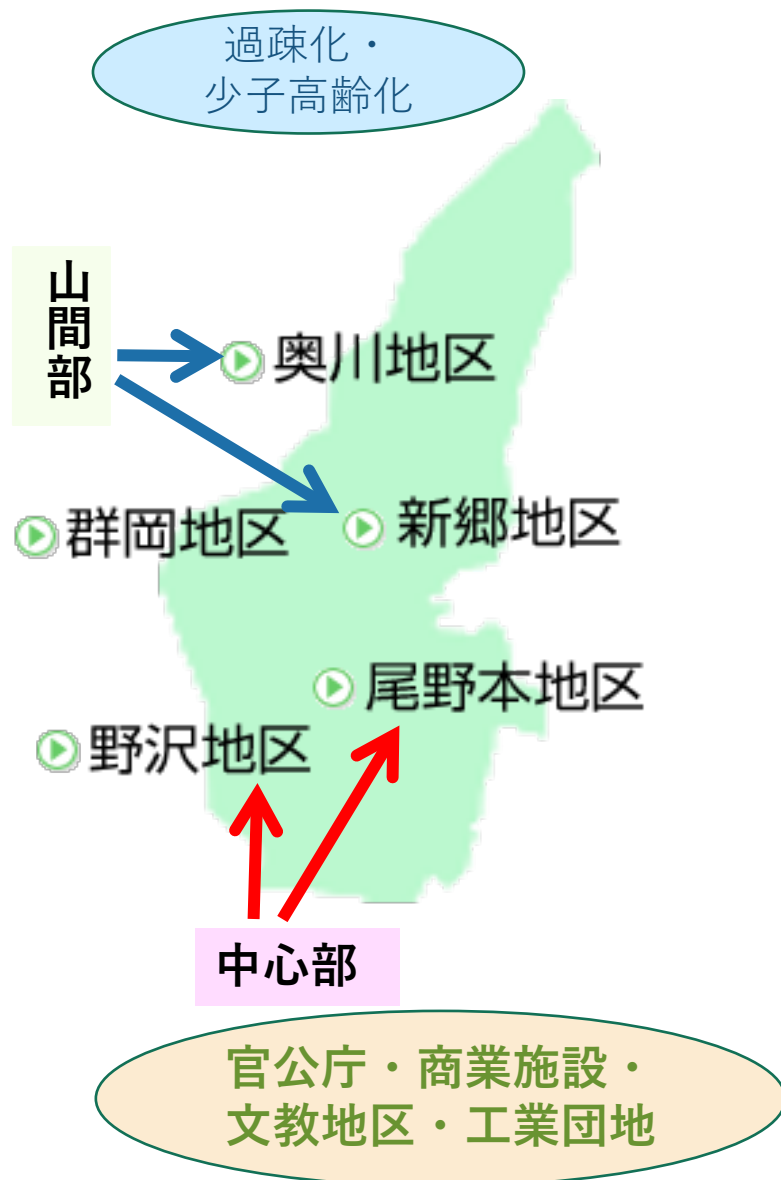 過疎化・
少子高齢化
山間部
奥川地区
群岡地区
新郷地区
尾野本地区
野沢地区
中心部
官公庁・商業施設・
文教地区・工業団地